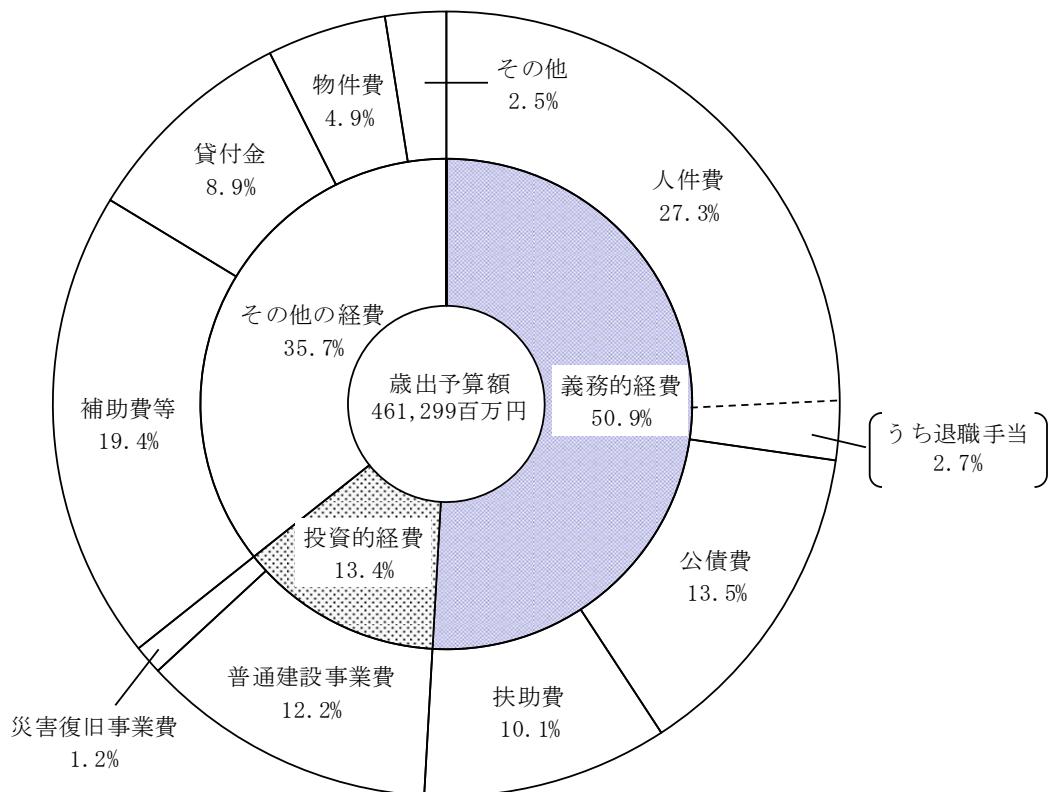 その他
2.5%
物件費
4.9%
貸付金
8.9%
人件費
27.3%
その他の経費
35.7%
歳出予算額
461,299百万円
義務的経費
50.9%
補助費等
19.4%
うち退職手当
2.7%
投資的経費
13.4%
公債費
13.5%
普通建設事業費
12.2%
扶助費
10.1%
災害復旧事業費
1.2%